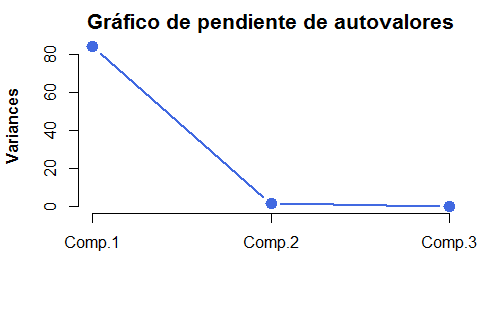 Gráfico de pendiente de autovalores
Variances
80
60
40
20
0
Comp.1 Comp.2 Comp.3